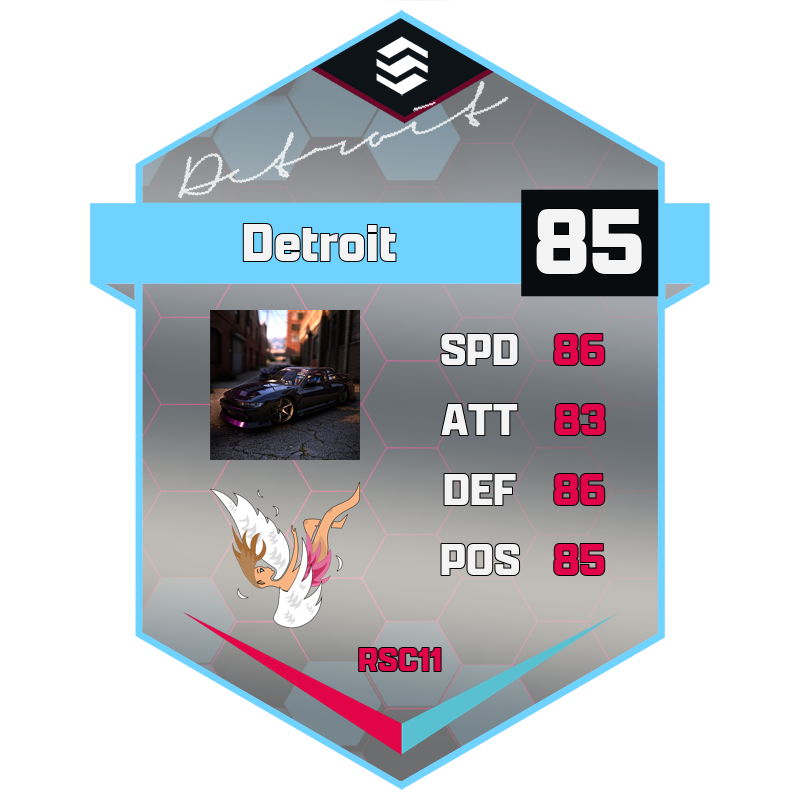 Detroit
Detroit 85
SPD 86
ATT 83
DEF 86
POS 85
RSC11